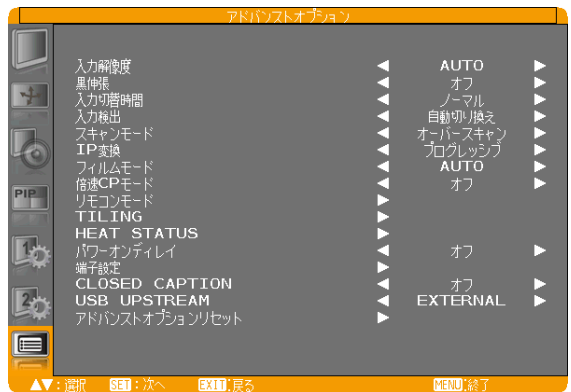 アドバンストオプション
入力解像度 AUTO
黒伸張 オフ
入力切替時間 ノーマル
入力検出 自動切り換え
スキャンモード オーバースキャン
IP変換 プログレッシブ
フィルムモード AUTO
倍速CPモード オフ
リモコンモード
TILING
HEAT STATUS
パワーオンディレイ オフ
端子設定
CLOSED CAPTION オフ
USB UPSTREAM EXTERNAL
アドバンストオプションリセット
PIP
1
2
▲▼:選択 SET:次へ EXIT:戻る MENU:終了